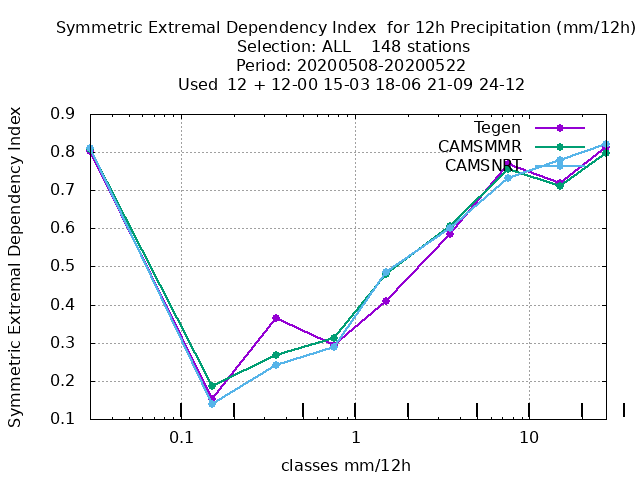 Symmetric Extremal Dependency Index  for 12h Precipitation (mm/12h)
Selection: ALL    148 stations
Period: 20200508-20200522
Used  12 + 12-00 15-03 18-06 21-09 24-12
Symmetric Extremal Dependency Index
0.9
0.8
0.7
0.6
0.5
0.4
0.3
0.2
0.1
Tegen
CAMSMMR
CAMSNRT
0.1
1
10
classes mm/12h